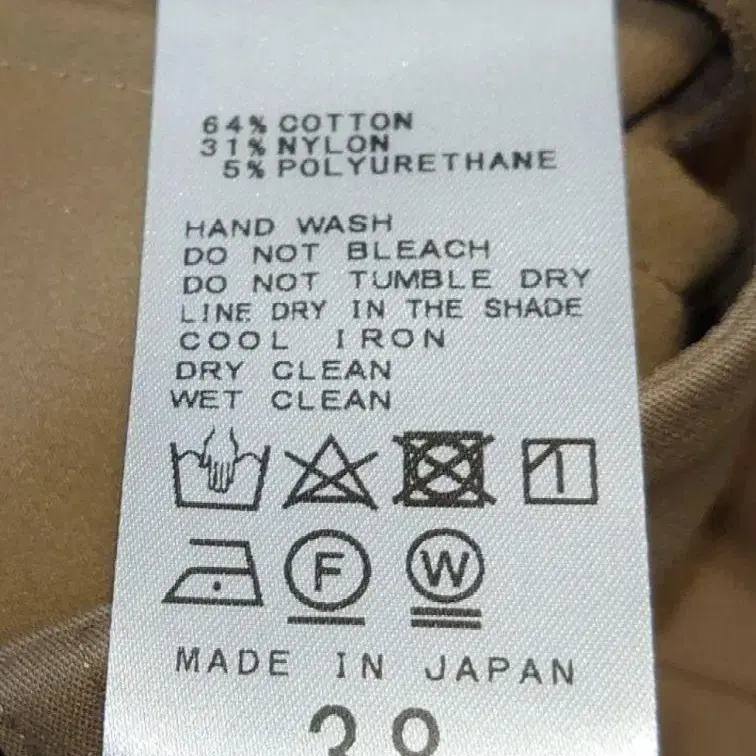 64% COTTON
31% NYLON
5% POLYURETHANE
HAND WASH
DO NOT BLEACH
DO NOT TUMBLE DRY
LINE DRY IN THE SHADE
COOL IRON
DRY CLEAN
WET CLEAN
F W
MADE IN JAPAN